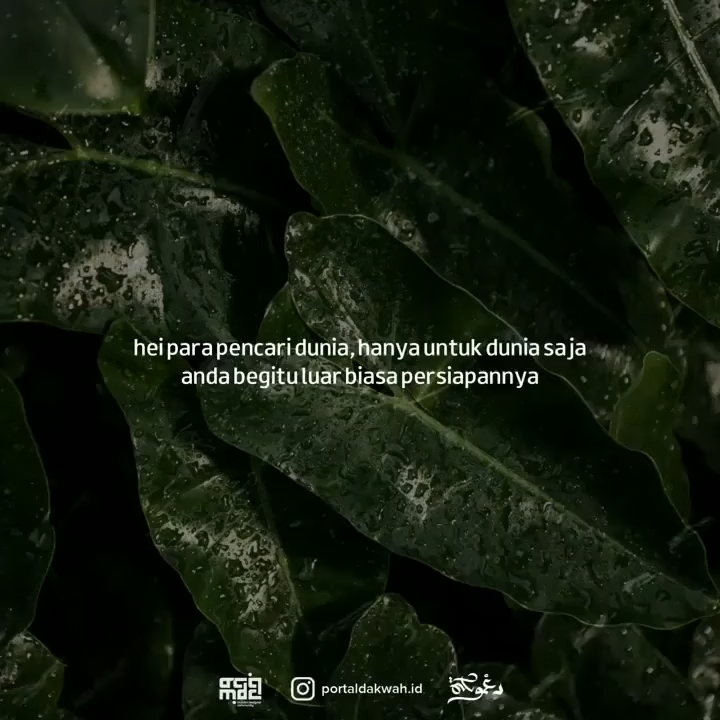 hei para pencari dunia, hanya untuk dunia saja
anda begitu luar biasa persiapannya
portaldakwah.id